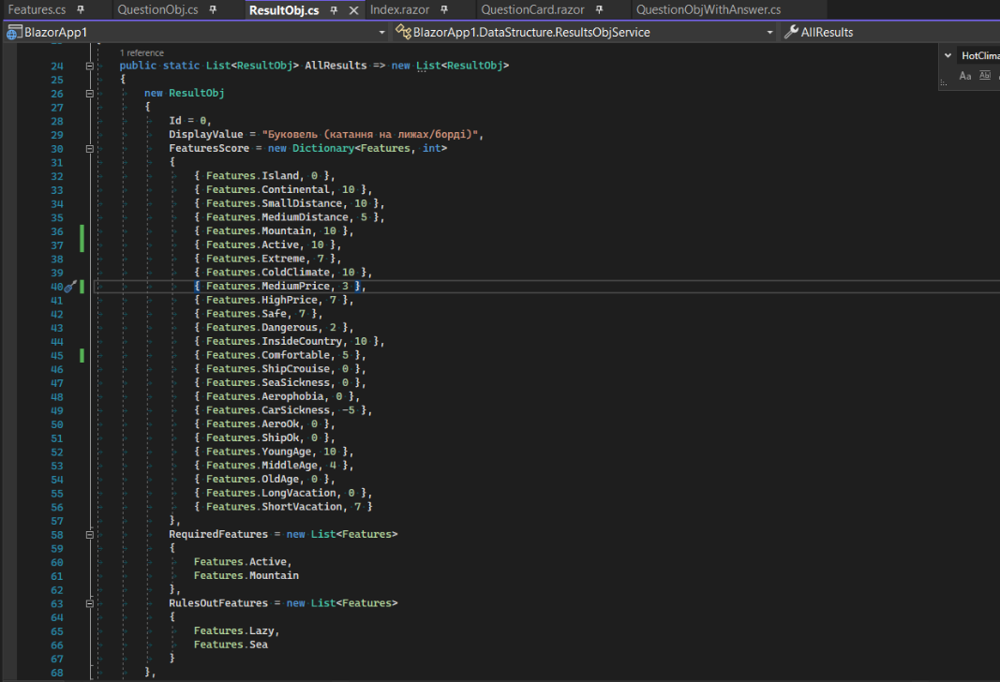 Features.cs QuestionObj.cs ResultObj.cs Index.razor QuestionCard.razor QuestionObjWithAnswer.cs
BlazorApp1 BlazorApp1.DataStructure.ResultsObjService AllResults
HotClima
Aa Ab
1 reference
24 public static List<ResultObj> AllResults => new List<ResultObj>
25 {
26 new ResultObj
27 {
28 Id = 0,
29 DisplayValue = "Буковель (катання на лижах/борді)",
30 FeaturesScore = new Dictionary<Features, int>
31 {
32 { Features.Island, 0 },
33 { Features.Continental, 10 },
34 { Features.SmallDistance, 10 },
35 { Features.MediumDistance, 5 },
36 { Features.Mountain, 10 },
37 { Features.Active, 10 },
38 { Features.Extreme, 7 },
39 { Features.ColdClimate, 10 },
40 { Features.MediumPrice, 3 },
41 { Features.HighPrice, 7 },
42 { Features.Safe, 7 },
43 { Features.Dangerous, 2 },
44 { Features.InsideCountry, 10 },
45 { Features.Comfortable, 5 },
46 { Features.ShipCrouise, 0 },
47 { Features.SeaSickness, 0 },
48 { Features.Aerophobia, 0 },
49 { Features.CarSickness, -5 },
50 { Features.AeroOk, 0 },
51 { Features.ShipOk, 0 },
52 { Features.YoungAge, 10 },
53 { Features.MiddleAge, 4 },
54 { Features.OldAge, 0 },
55 { Features.LongVacation, 0 },
56 { Features.ShortVacation, 7 }
57 },
58 RequiredFeatures = new List<Features>
59 {
60 Features.Active,
61 Features.Mountain
62 },
63 RulesOutFeatures = new List<Features>
64 {
65 Features.Lazy,
66 Features.Sea
67 }
68 },